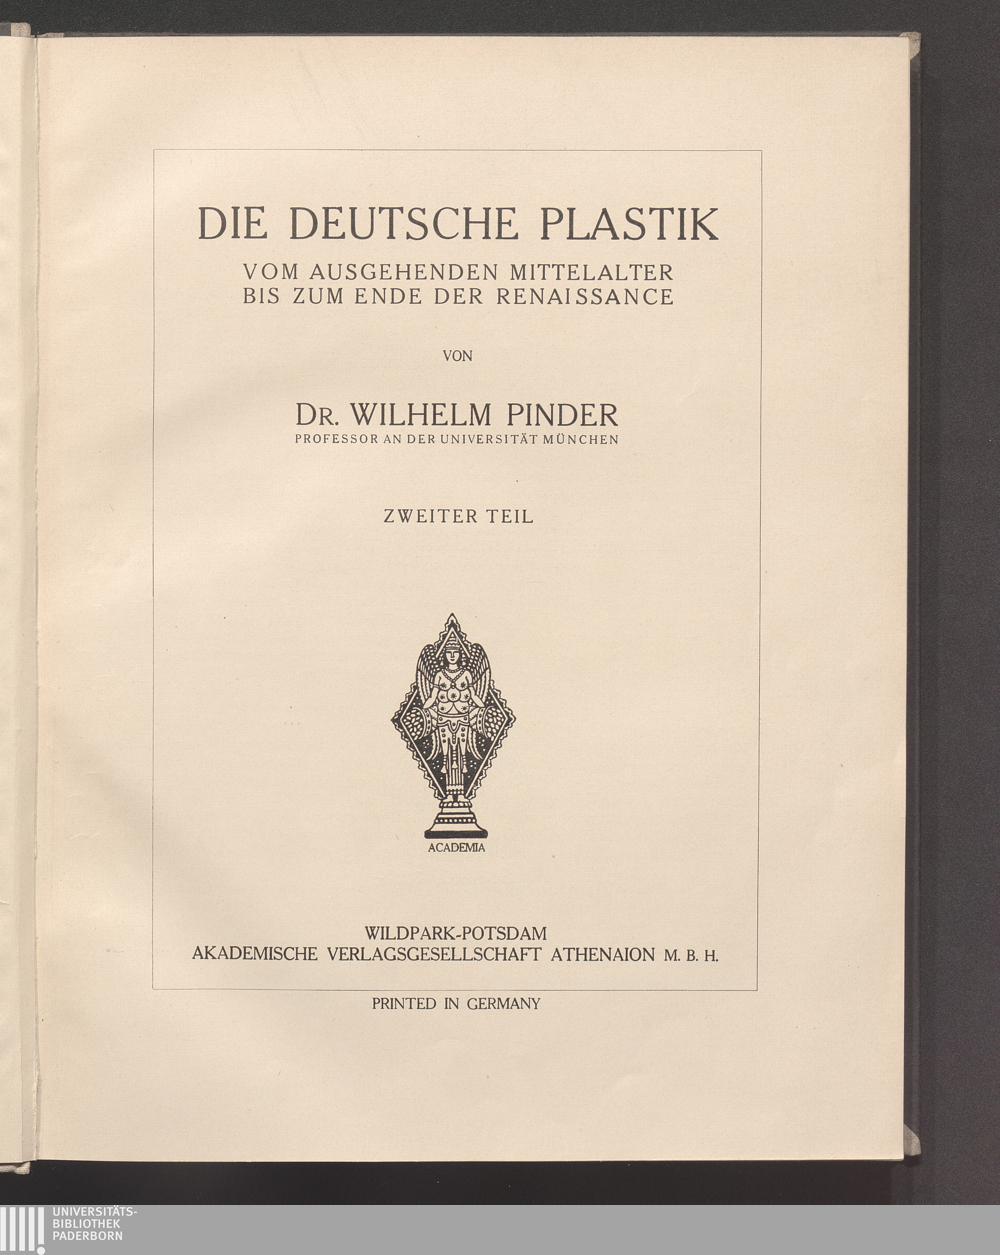 DIE DEUTSCHE PLASTIK
VOM AUSGEHENDEN MITTELALTER
BIS ZUM ENDE DER RENAISSANCE
VON
DR. WILHELM PINDER
PROFESSOR AN DER UNIVERSITÄT MÜNCHEN
ZWEITER TEIL
ACADEMIA
WILDPARK-POTSDAM
AKADEMISCHE VERLAGSGESELLSCHAFT ATHENAION M. B. H.
PRINTED IN GERMANY
UNIVERSITÄTS-
BIBLIOTHEK
PADERBORN